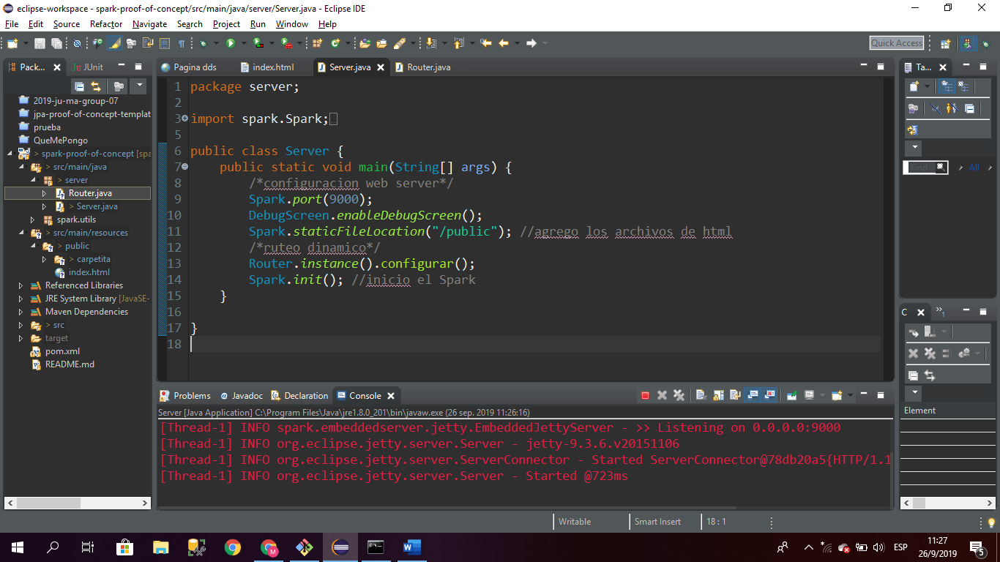 eclipse-workspace - spark-proof-of-concept/src/main/java/server/Server.java - Eclipse IDE
File Edit Source Refactor Navigate Search Project Run Window Help
Quick Access
Pack... JUnit
Pagina dds index.html Server.java Router.java
Ta...
2019-ju-ma-group-07
jpa-proof-of-concept-templat
prueba
QueMePongo
> spark-proof-of-concept [spa
> src/main/java
> server
Router.java
> Server.java
spark.utils
> src/main/resources
> public
> carpetita
index.html
Referenced Libraries
JRE System Library [JavaSE-
Maven Dependencies
> src
target
pom.xml
README.md
1 package server;
2
3 import spark.Spark;
5
6 public class Server {
7 public static void main(String[] args) {
8 /*configuracion web server*/
9 Spark.port(9000);
10 DebugScreen.enableDebugScreen();
11 Spark.staticFileLocation("/public"); //agrego los archivos de html
12 /*ruteo dinamico*/
13 Router.instance().configurar();
14 Spark.init(); //inicio el Spark
15 }
16
17 }
18
Find All
C
Element
Problems Javadoc Declaration Console
Server [Java Application] C:\Program Files\Java\jre1.8.0_201\bin\javaw.exe (26 sep. 2019 11:26:16)
[Thread-1] INFO spark.embeddedserver.jetty.EmbeddedJettyServer - >> Listening on 0.0.0.0:9000
[Thread-1] INFO org.eclipse.jetty.server.Server - jetty-9.3.6.v20151106
[Thread-1] INFO org.eclipse.jetty.server.ServerConnector - Started ServerConnector@78db20a5{HTTP/1.1
[Thread-1] INFO org.eclipse.jetty.server.Server - Started @723ms
Writable Smart Insert 18 : 1
ESP
11:27
26/9/2019
5